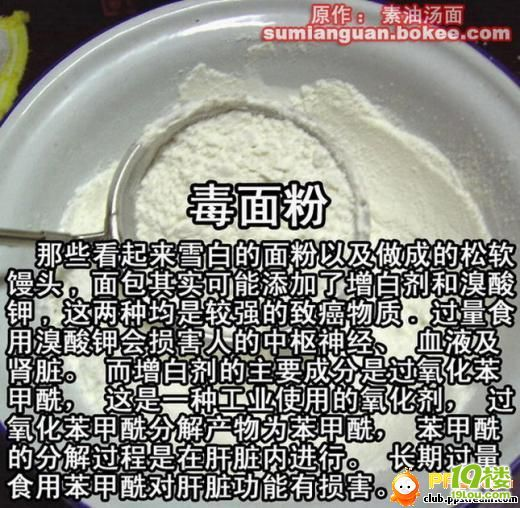 原作： 素油汤面
sumianguan.bokee.com
毒面粉
那些看起来雪白的面粉以及做成的松软
馒头，面包其实可能添加了增白剂和溴酸
钾，这两种均是较强的致癌物质．过量食
用溴酸钾会损害人的中枢神经、 血液及
肾脏。 而增白剂的主要成分是过氧化苯
甲酰， 这是一种工业使用的氧化剂， 过
氧化苯甲酰分解产物为苯甲酰， 苯甲酰
的分解过程是在肝脏内进行。 长期过量
食用苯甲酰对肝脏功能有损害。
19楼
19lou.com
club.ppstream.com